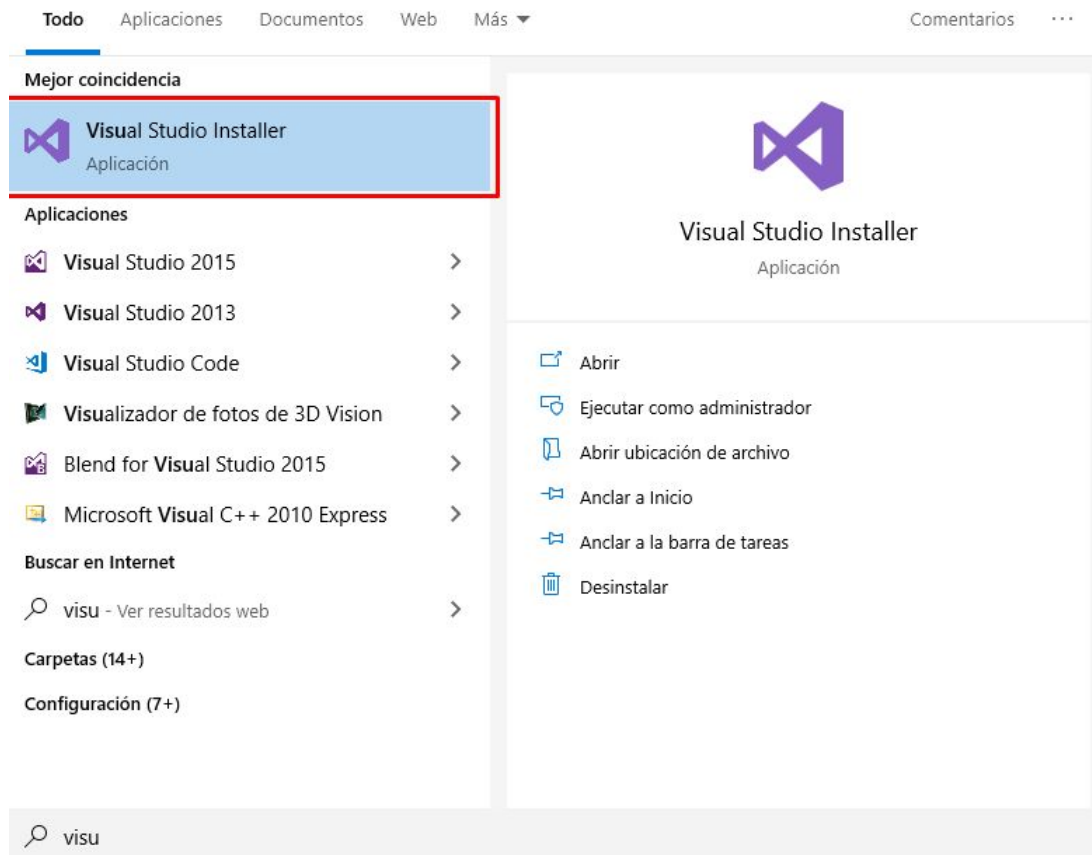 Todo Aplicaciones Documentos Web Más Comentarios ...
Mejor coincidencia
Visual Studio Installer
Aplicación
Aplicaciones
Visual Studio 2015
Visual Studio 2013
Visual Studio Code
Visualizador de fotos de 3D Vision
Blend for Visual Studio 2015
Microsoft Visual C++ 2010 Express
Buscar en Internet
visu - Ver resultados web
Carpetas (14+)
Configuración (7+)
Visual Studio Installer
Aplicación
Abrir
Ejecutar como administrador
Abrir ubicación de archivo
Anclar a Inicio
Anclar a la barra de tareas
Desinstalar
visu